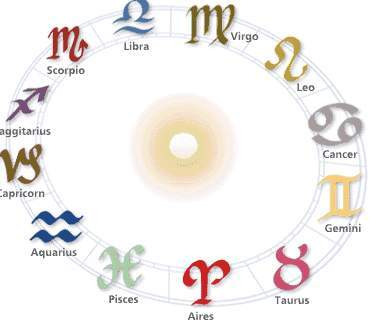 Libra
Virgo
Scorpio
Leo
aggitarius
Cancer
Capricorn
Gemini
Aquarius
Pisces
Taurus
Aires